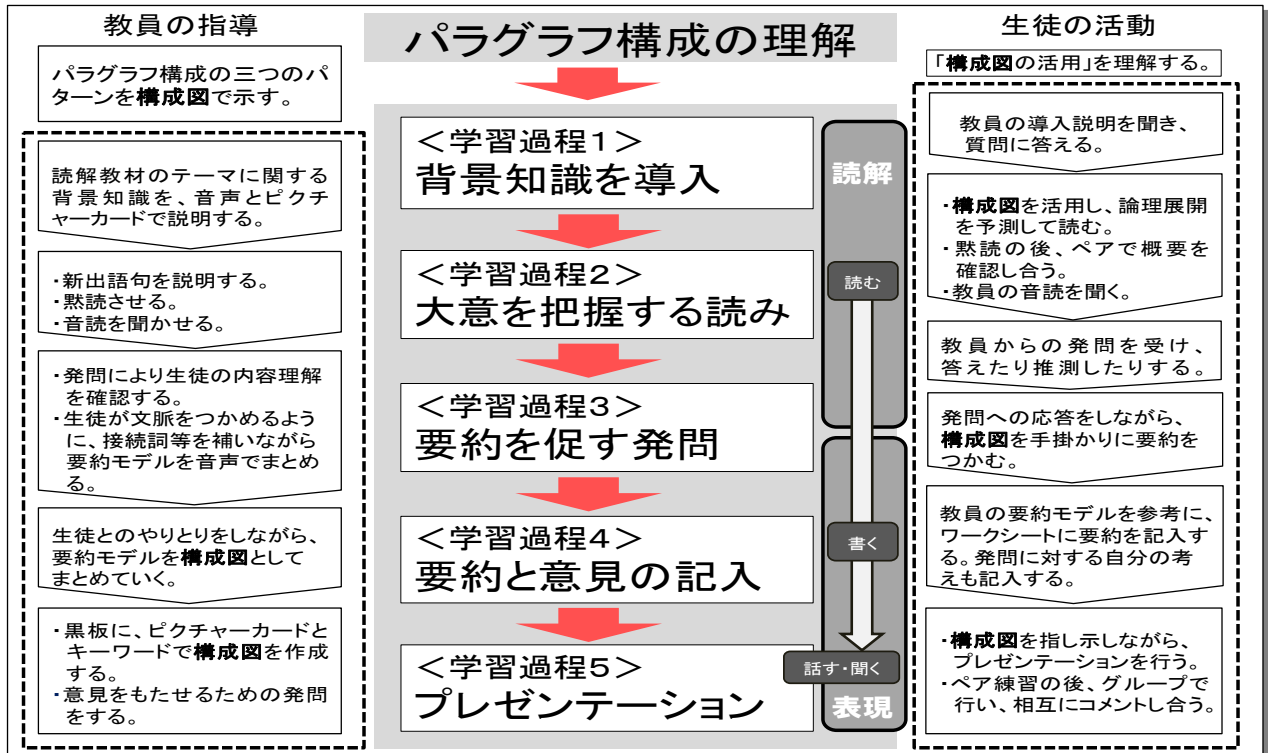 教員の指導
パラグラフ構成の三つのパ
ターンを構成図で示す。
読解教材のテーマに関する
背景知識を、音声とピクチ
ャーカードで説明する。
・新出語句を説明する。
・黙読させる。
・音読を聞かせる。
・発問により生徒の内容理解
を確認する。
・生徒が文脈をつかめるよう
に、接続詞等を補いながら
要約モデルを音声でまとめ
る。
生徒とのやりとりをしながら、
要約モデルを構成図として
まとめていく。
・黒板に、ピクチャーカードと
キーワードで構成図を作成
する。
・意見をもたせるための発問
をする。
パラグラフ構成の理解
＜学習過程１＞
背景知識を導入
＜学習過程２＞
大意を把握する読み
＜学習過程３＞
要約を促す発問
＜学習過程４＞
要約と意見の記入
＜学習過程５＞
プレゼンテーション
読解
読む
書く
話す・聞く
表現
生徒の活動
「構成図の活用」を理解する。
教員の導入説明を聞き、
質問に答える。
・構成図を活用し、論理展開
を予測して読む。
・黙読の後、ペアで概要を
確認し合う。
・教員の音読を聞く。
教員からの発問を受け、
答えたり推測したりする。
発問への応答をしながら、
構成図を手掛かりに要約を
つかむ。
教員の要約モデルを参考に、
ワークシートに要約を記入す
る。発問に対する自分の考
えも記入する。
・構成図を指し示しながら、
プレゼンテーションを行う。
・ペア練習の後、グループで
行い、相互にコメントし合う。